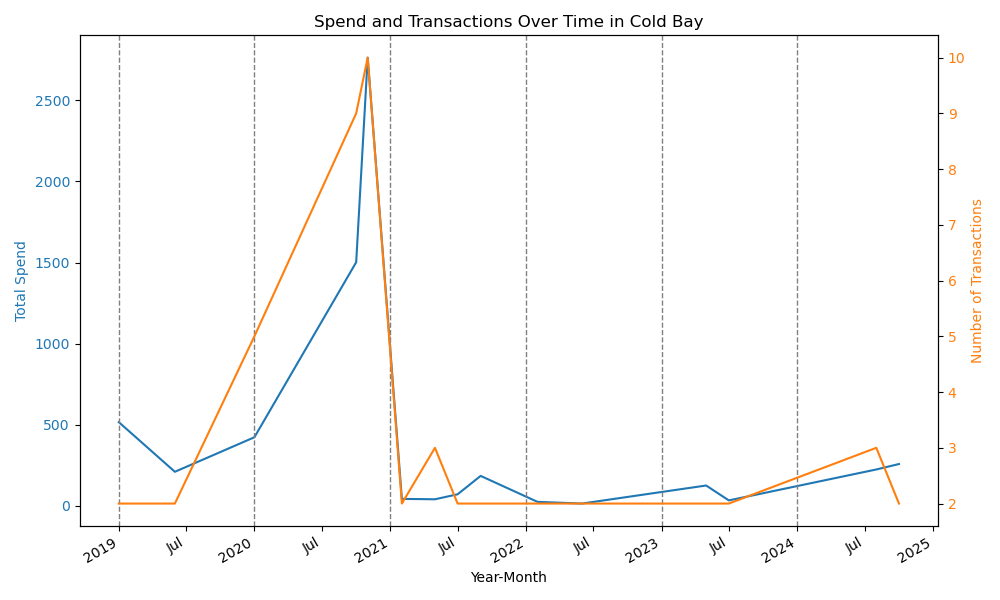 Spend and Transactions Over Time in Cold Bay
Total Spend
2500
2000
1500
1000
500
0
10
9
8
7
6
5
4
3
2
Number of Transactions
2019
Jul
2020
Jul
2021
Jul
2022
Jul
2023
Jul
2024
Jul
2025
Year-Month